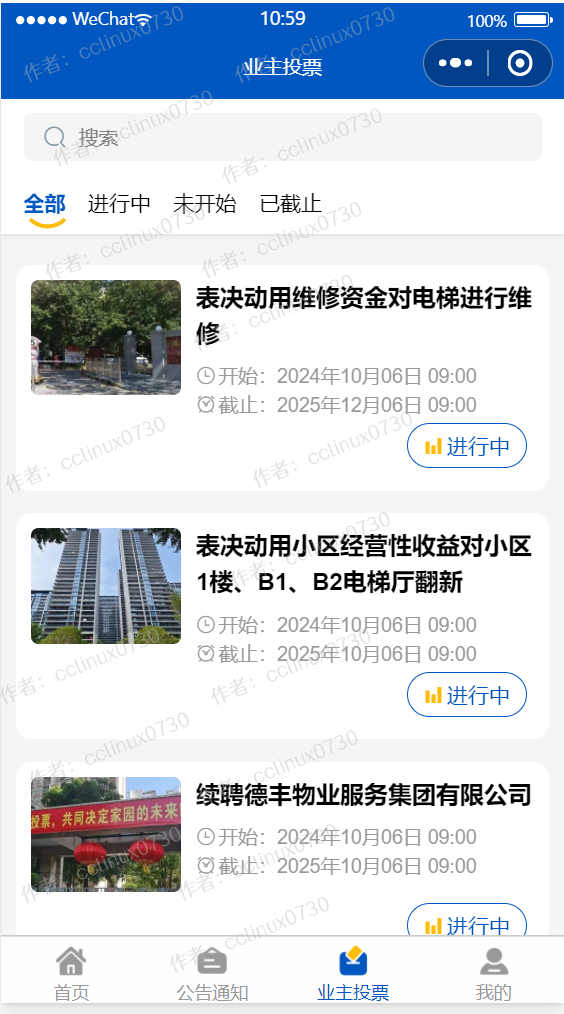 WeChat 10:59 100%
业主投票
搜索
全部 进行中 未开始 已截止
表决动用维修资金对电梯进行维
修
开始：2024年10月06日 09:00
截止：2025年12月06日 09:00
进行中
表决动用小区经营性收益对小区
1楼、B1、B2电梯厅翻新
开始：2024年10月06日 09:00
截止：2025年10月06日 09:00
进行中
投票，共同决定家园的未来
续聘德丰物业服务集团有限公司
开始：2024年10月06日 09:00
截止：2025年10月06日 09:00
进行中
首页 公告通知 业主投票 我的
作者：cclinux0730